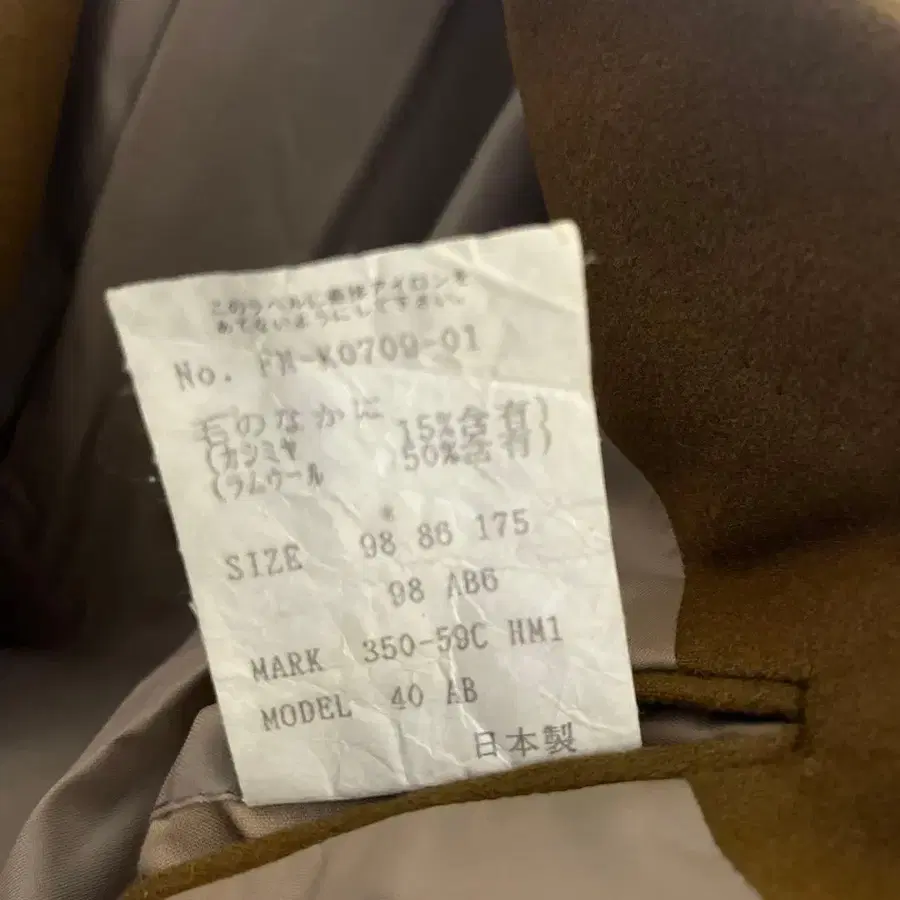 このラベルに直接アイロンを
あてないようにして下さい。
No. FM-K0709-01
毛のなかに
(カシミヤ 15%含有)
(ラムウール 50%含有)
SIZE 98 86 175
98 AB6
MARK 350-59C HM1
MODEL 40 AB
日本製